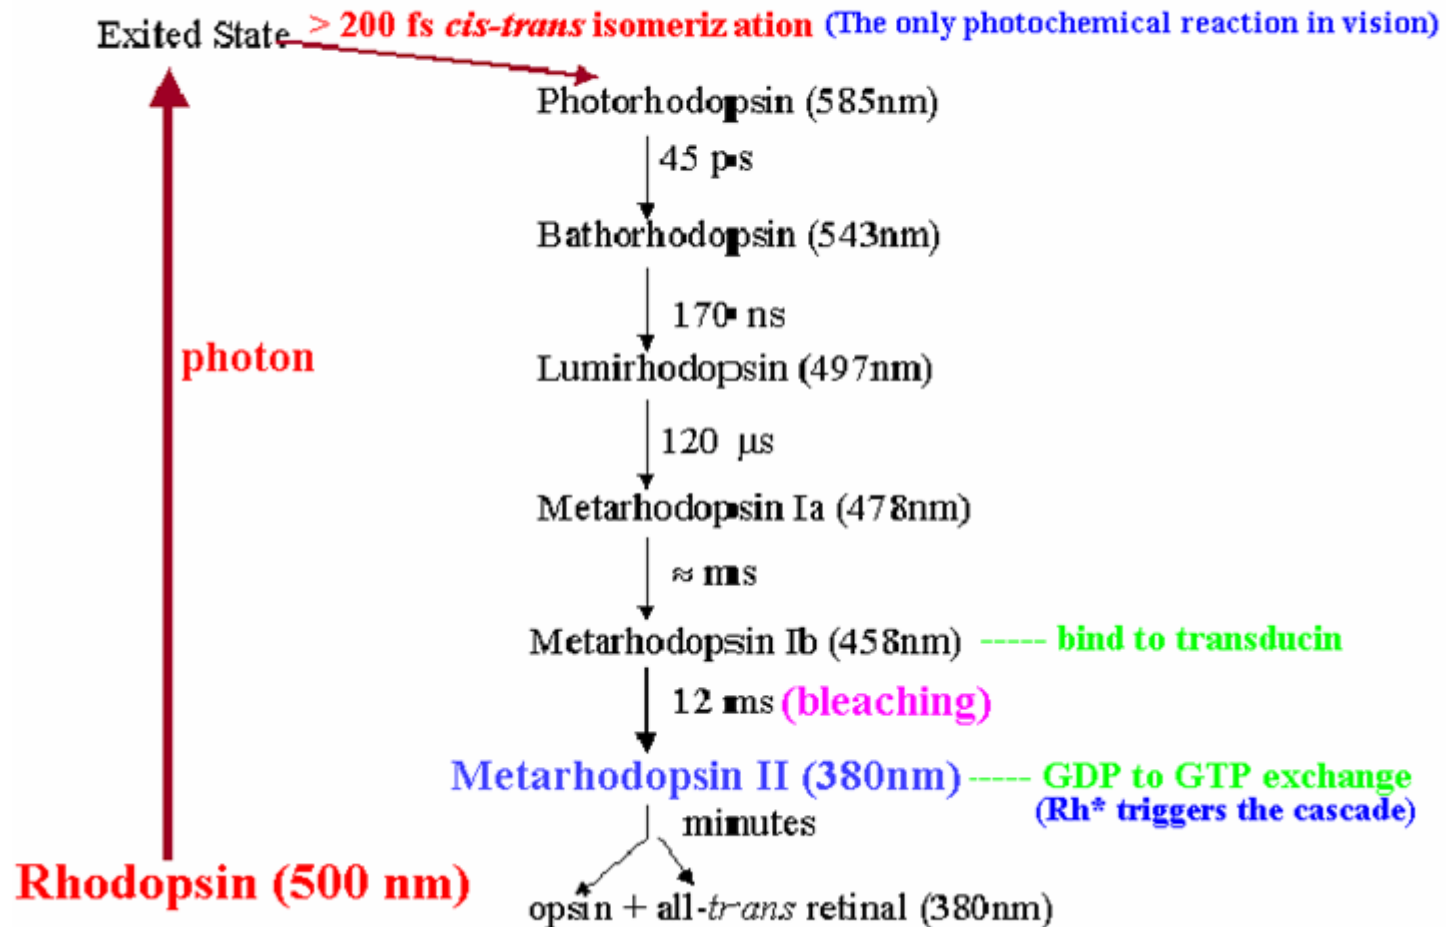 Exited State > 200 fs cis-trans isomeriz ation (The only photochemical reaction in vision)
Photorhodopsin (585nm)
45 ps
Bathorhodopsin (543nm)
170 ns
photon
Lumirhodopsin (497nm)
120 μs
Metarhodopsin Ia (478nm)
≈ ms
Metarhodopsin Ib (458nm) ----- bind to transducin
12 ms (bleaching)
Metarhodopsin II (380nm) ----- GDP to GTP exchange
(Rh* triggers the cascade)
minutes
Rhodopsin (500 nm)
opsin + all-trans retinal (380nm)